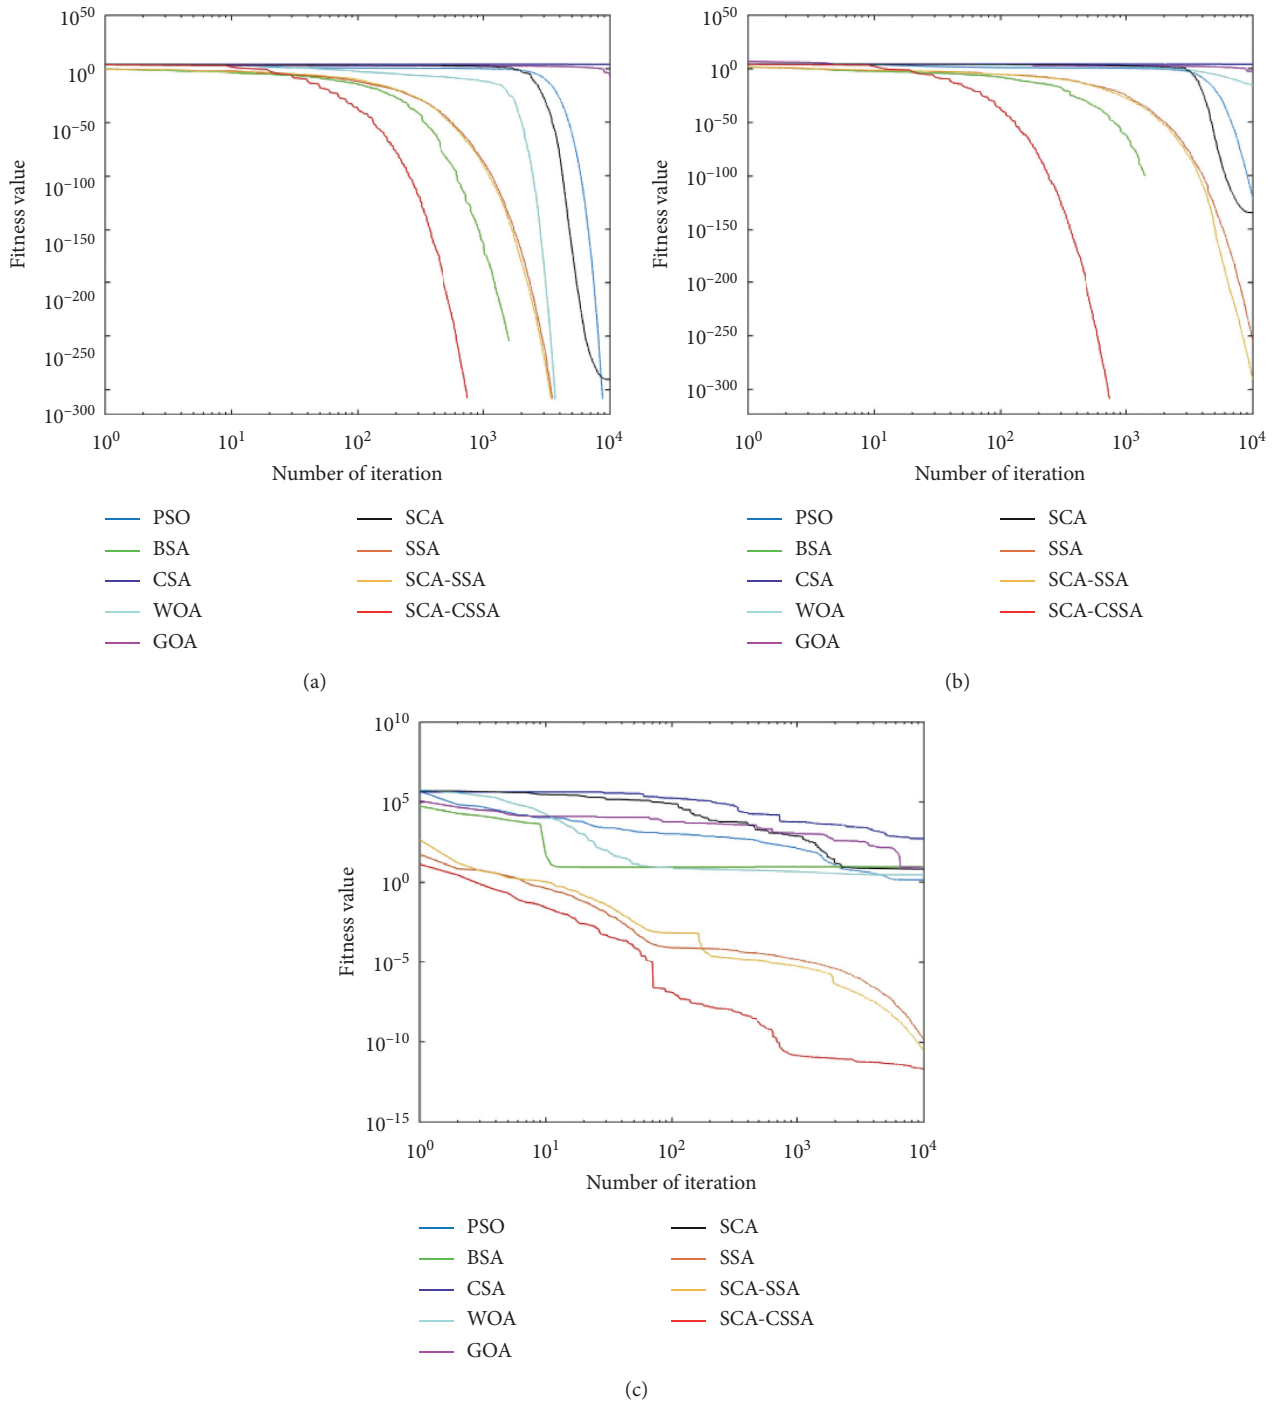 10^50
10^0
10^−50
10^−100
10^−150
10^−200
10^−250
10^−300
Fitness value
10^0 10^1 10^2 10^3 10^4
Number of iteration
PSO
BSA
CSA
WOA
GOA
SCA
SSA
SCA-SSA
SCA-CSSA
(a)
10^50
10^0
10^−50
10^−100
10^−150
10^−200
10^−250
10^−300
Fitness value
10^0 10^1 10^2 10^3 10^4
Number of iteration
PSO
BSA
CSA
WOA
GOA
SCA
SSA
SCA-SSA
SCA-CSSA
(b)
10^10
10^5
10^0
10^−5
10^−10
10^−15
Fitness value
10^0 10^1 10^2 10^3 10^4
Number of iteration
PSO
BSA
CSA
WOA
GOA
SCA
SSA
SCA-SSA
SCA-CSSA
(c)